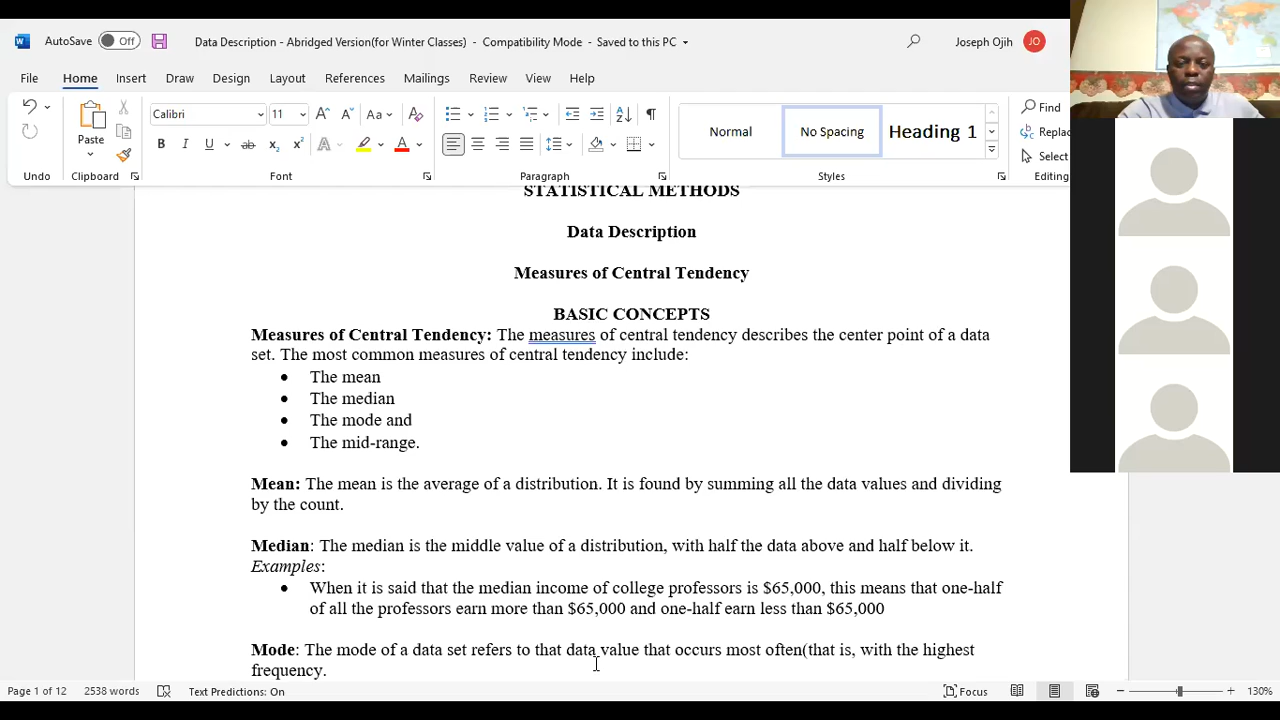 AutoSave Off Data Description - Abridged Version(for Winter Classes) - Compatibility Mode - Saved to this PC Joseph Ojih JO
File Home Insert Draw Design Layout References Mailings Review View Help
Calibri 11 Normal No Spacing Heading 1 Find
Paste Replac
Select
Undo Clipboard Font Paragraph Styles Editing
STATISTICAL METHODS
Data Description
Measures of Central Tendency
BASIC CONCEPTS
Measures of Central Tendency: The measures of central tendency describes the center point of a data
set. The most common measures of central tendency include:
• The mean
• The median
• The mode and
• The mid-range.
Mean: The mean is the average of a distribution. It is found by summing all the data values and dividing
by the count.
Median: The median is the middle value of a distribution, with half the data above and half below it.
Examples:
• When it is said that the median income of college professors is $65,000, this means that one-half
of all the professors earn more than $65,000 and one-half earn less than $65,000
Mode: The mode of a data set refers to that data value that occurs most often(that is, with the highest
frequency.
Page 1 of 12 2538 words Text Predictions: On Focus 130%